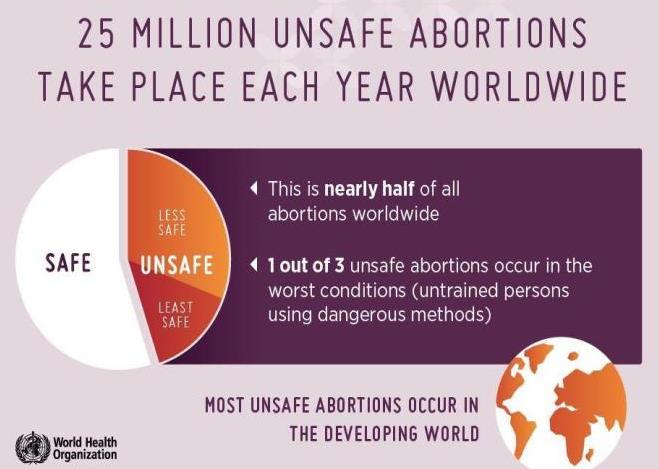 25 MILLION UNSAFE ABORTIONS
TAKE PLACE EACH YEAR WORLDWIDE
SAFE
LESS
SAFE
UNSAFE
LEAST
SAFE
This is nearly half of all
abortions worldwide
1 out of 3 unsafe abortions occur in the
worst conditions (untrained persons
using dangerous methods)
MOST UNSAFE ABORTIONS OCCUR IN
THE DEVELOPING WORLD
World Health
Organization